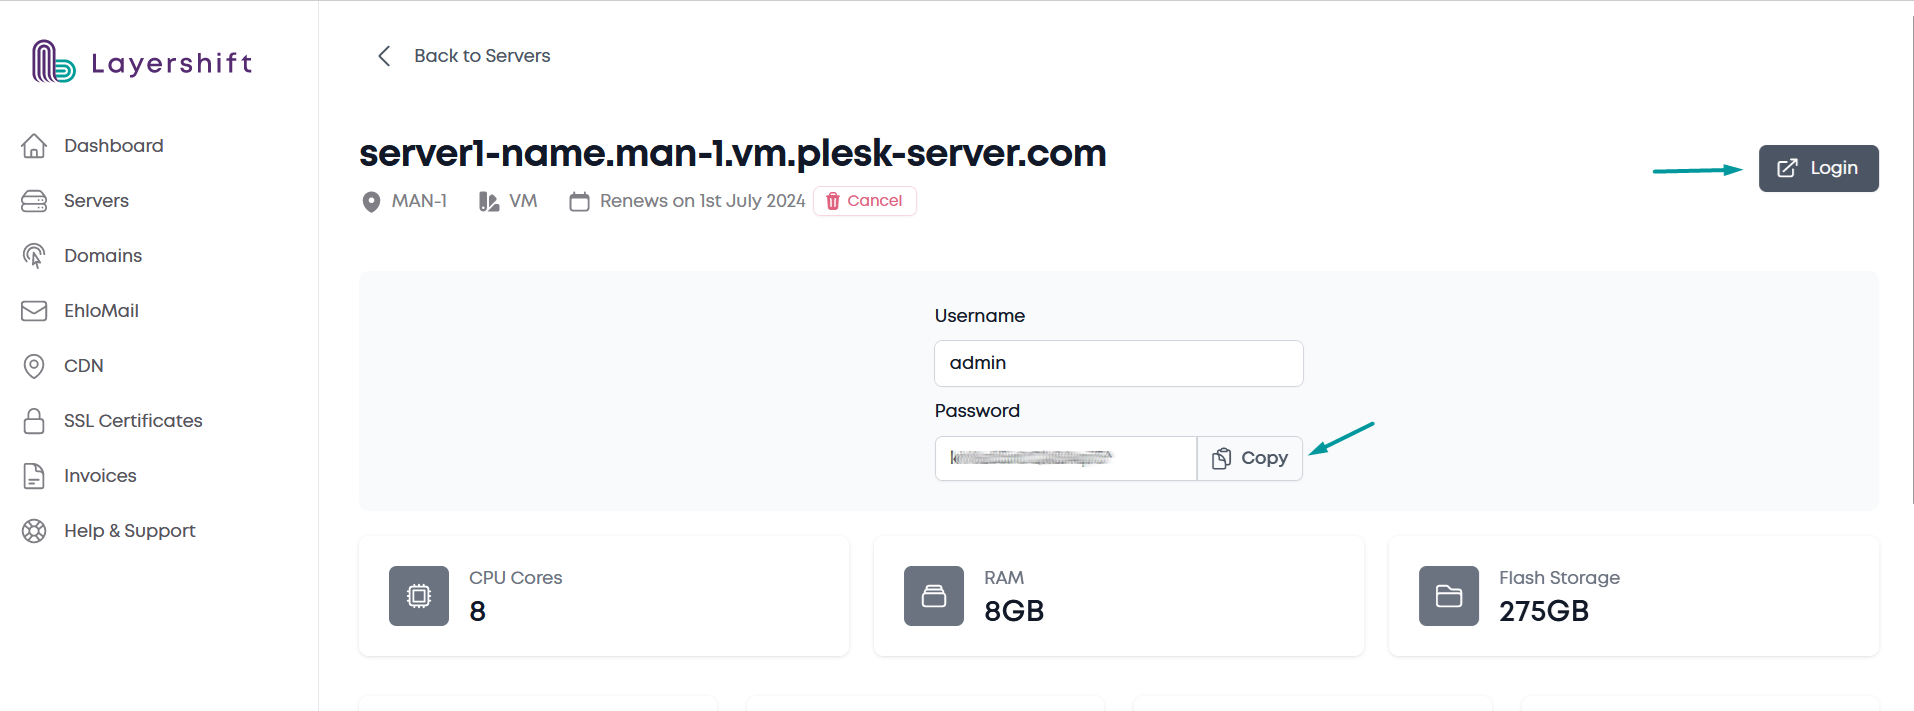 Layershift
Dashboard
Servers
Domains
EhloMail
CDN
SSL Certificates
Invoices
Help & Support
Back to Servers
server1-name.man-1.vm.plesk-server.com
MAN-1 VM Renews on 1st July 2024 Cancel
Login
Username
admin
Password
Copy
CPU Cores
8
RAM
8GB
Flash Storage
275GB